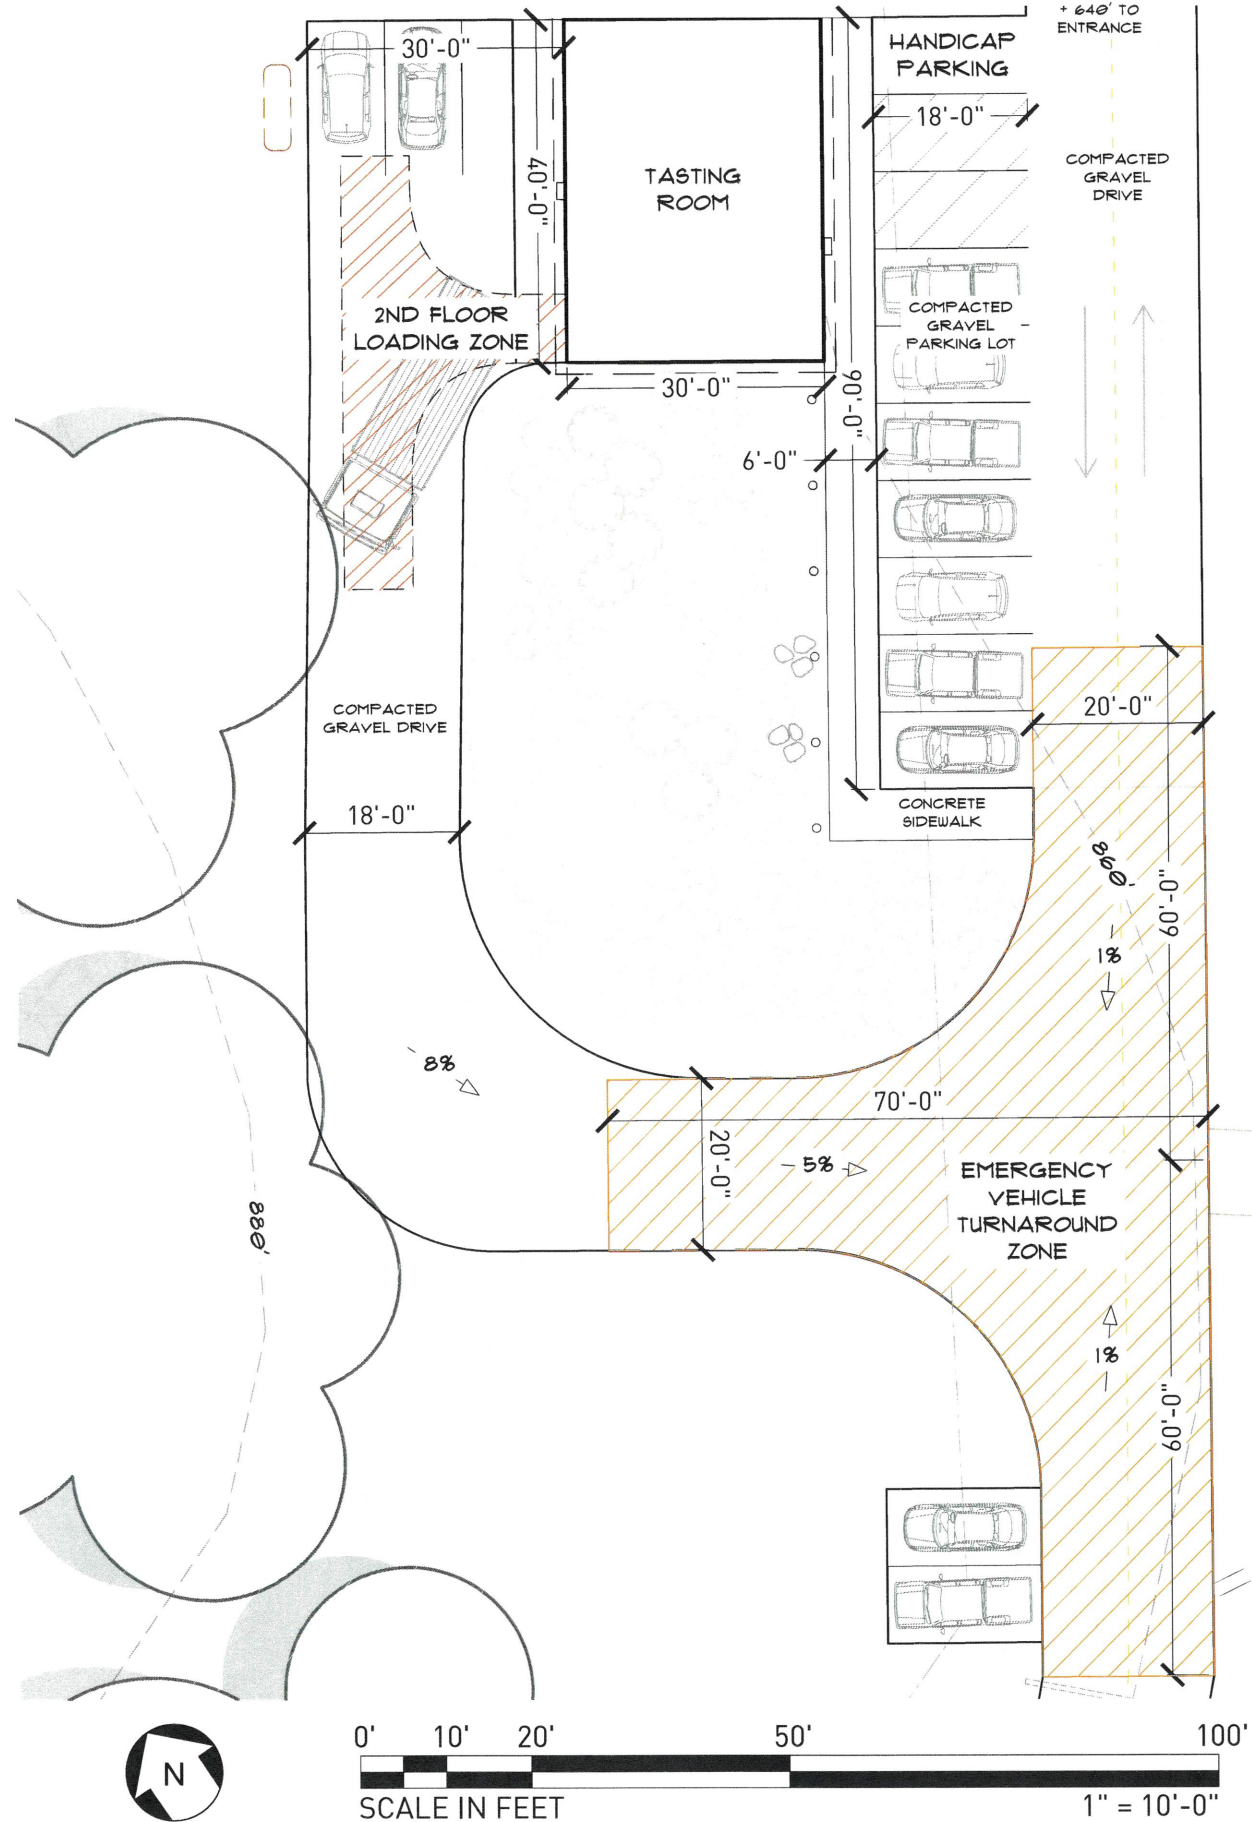 + 640' TO
ENTRANCE
HANDICAP
PARKING
30'-0"
18'-0"
COMPACTED
GRAVEL
DRIVE
TASTING
ROOM
40'-0"
2ND FLOOR
LOADING ZONE
COMPACTED
GRAVEL
PARKING LOT
30'-0"
90'-0"
6'-0"
COMPACTED
GRAVEL DRIVE
20'-0"
18'-0"
CONCRETE
SIDEWALK
860'
60'-0"
1%
8%
70'-0"
20'-0"
5%
EMERGENCY
VEHICLE
TURNAROUND
ZONE
880'
1%
60'-0"
N
0' 10' 20' 50' 100'
SCALE IN FEET
1" = 10'-0"